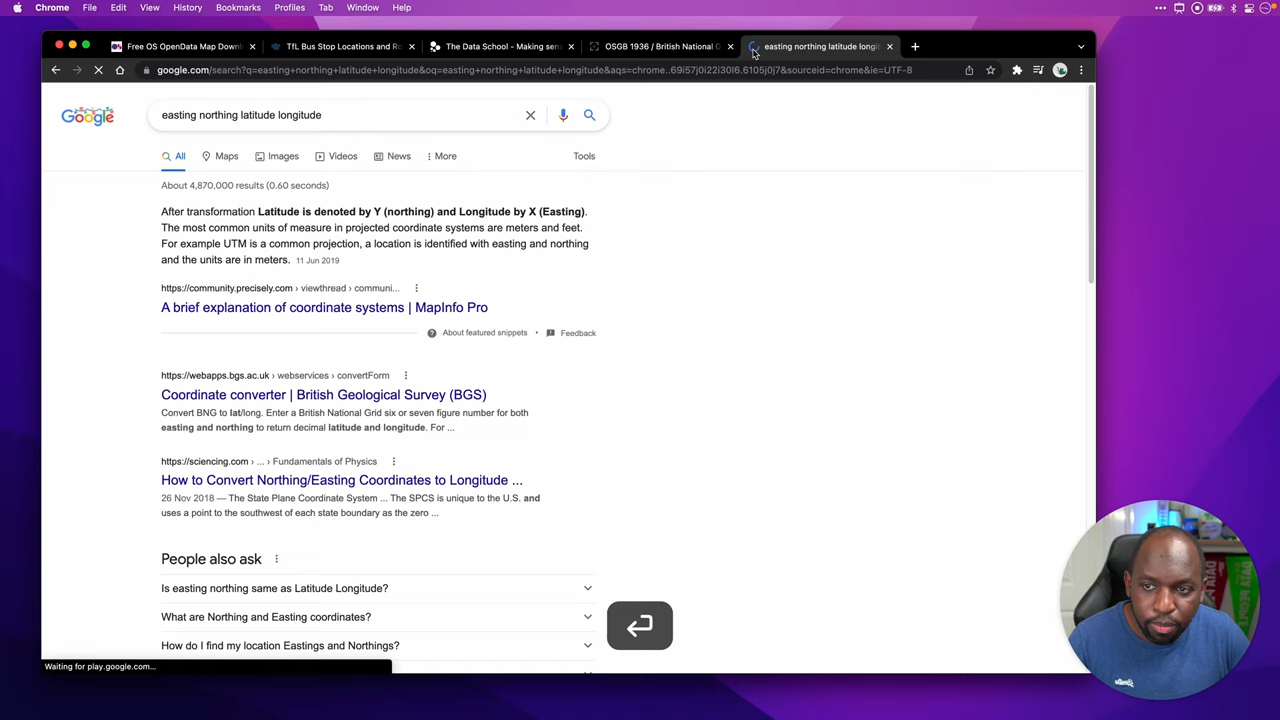 Chrome File Edit View History Bookmarks Profiles Tab Window Help
Free OS OpenData Map Down
TfL Bus Stop Locations and Ro
The Data School - Making sen
OSGB 1936 / British National G
easting northing latitude longit
google.com/search?q=easting+northing+latitude+longitude&oq=easting+northing+latitude+longitude&aqs=chrome..69i57j0i22i30l6.6105j0j7&sourceid=chrome&ie=UTF-8
Google
easting northing latitude longitude
All Maps Images Videos News More Tools
About 4,870,000 results (0.60 seconds)
After transformation Latitude is denoted by Y (northing) and Longitude by X (Easting).
The most common units of measure in projected coordinate systems are meters and feet.
For example UTM is a common projection, a location is identified with easting and northing
and the units are in meters. 11 Jun 2019
https://community.precisely.com › viewthread › communi...
A brief explanation of coordinate systems | MapInfo Pro
About featured snippets • Feedback
https://webapps.bgs.ac.uk › webservices › convertForm
Coordinate converter | British Geological Survey (BGS)
Convert BNG to lat/long. Enter a British National Grid six or seven figure number for both
easting and northing to return decimal latitude and longitude. For ...
https://sciencing.com › ... › Fundamentals of Physics
How to Convert Northing/Easting Coordinates to Longitude ...
26 Nov 2018 — The State Plane Coordinate System ... The SPCS is unique to the U.S. and
uses a point to the southwest of each state boundary as the zero ...
People also ask
Is easting northing same as Latitude Longitude?
What are Northing and Easting coordinates?
How do I find my location Eastings and Northings?
Waiting for play.google.com...